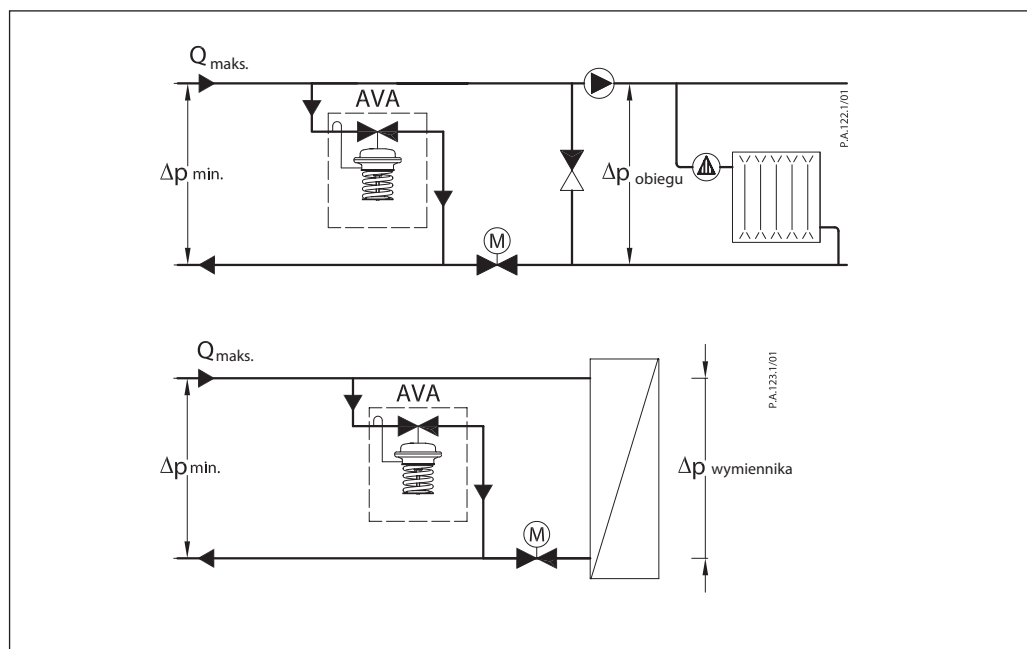 Q maks.
AVA
Δp min.
Δp obiegu
M
P.A.122.1/01
Q maks.
AVA
Δp min.
Δp wymiennika
M
P.A.123.1/01